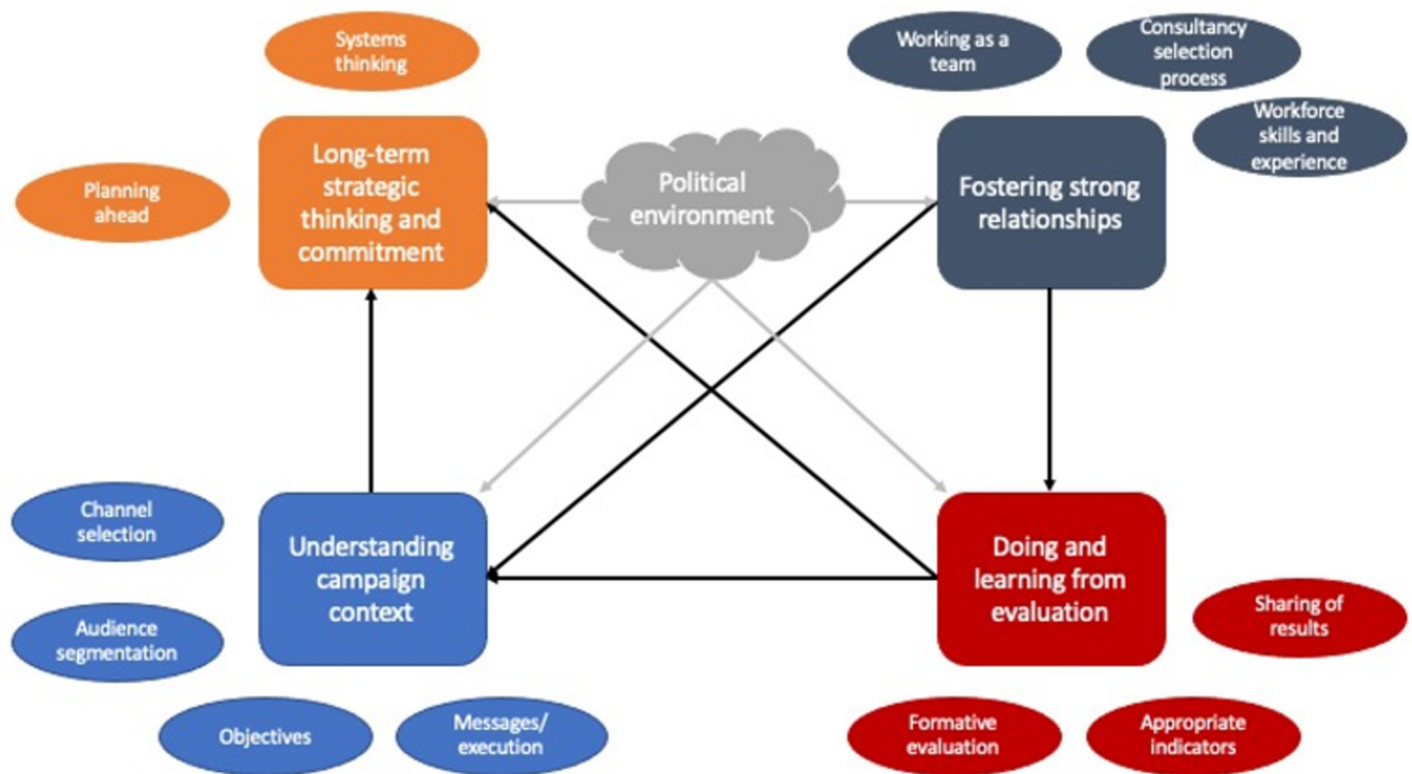 Systems
thinking
Working as a
team
Consultancy
selection
process
Workforce
skills and
experience
Planning
ahead
Long-term
strategic
thinking and
commitment
Political
environment
Fostering strong
relationships
Channel
selection
Audience
segmentation
Understanding
campaign
context
Doing and
learning from
evaluation
Sharing of
results
Objectives
Messages/
execution
Formative
evaluation
Appropriate
indicators